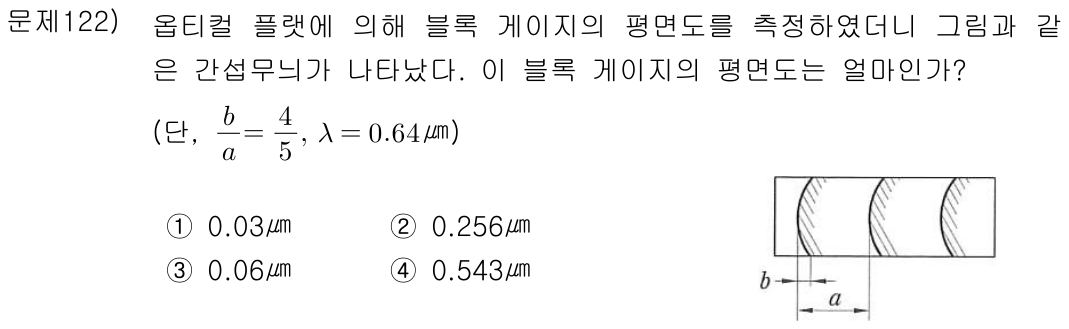 문제122) 옵티컬 플랫에 의해 블록 게이지의 평면도를 측정하였더니 그림과 같
은 간섭무늬가 나타났다. 이 블록 게이지의 평면도는 얼마인가?
(단, b/a = 4/5, λ = 0.64㎛)
① 0.03㎛ ② 0.256㎛
③ 0.06㎛ ④ 0.543㎛
b
a